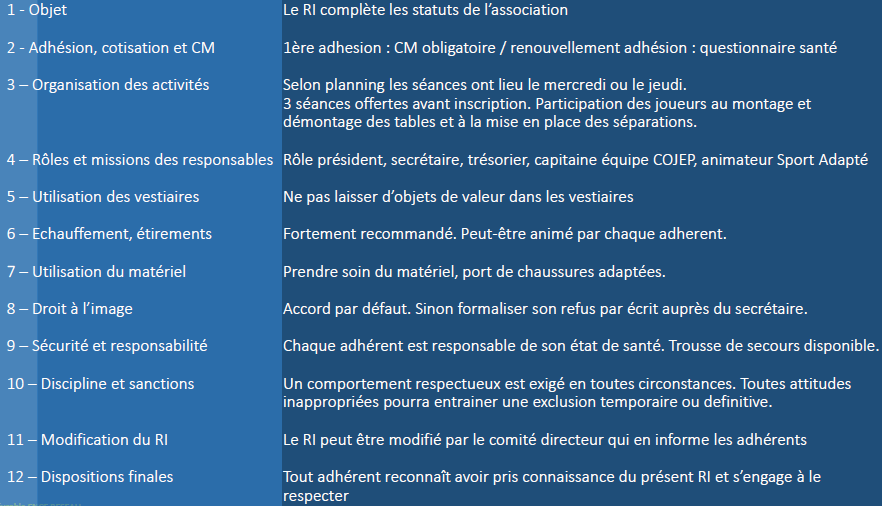 1 - Objet
Le RI complète les statuts de l’association
2 - Adhésion, cotisation et CM
1ère adhesion : CM obligatoire / renouvellement adhésion : questionnaire santé
3 – Organisation des activités
Selon planning les séances ont lieu le mercredi ou le jeudi.
3 séances offertes avant inscription. Participation des joueurs au montage et
démontage des tables et à la mise en place des séparations.
4 – Rôles et missions des responsables
Rôle président, secrétaire, trésorier, capitaine équipe COJEP, animateur Sport Adapté
5 – Utilisation des vestiaires
Ne pas laisser d’objets de valeur dans les vestiaires
6 – Echauffement, étirements
Fortement recommandé. Peut-être animé par chaque adherent.
7 – Utilisation du matériel
Prendre soin du matériel, port de chaussures adaptées.
8 – Droit à l’image
Accord par défaut. Sinon formaliser son refus par écrit auprès du secrétaire.
9 – Sécurité et responsabilité
Chaque adhérent est responsable de son état de santé. Trousse de secours disponible.
10 – Discipline et sanctions
Un comportement respectueux est exigé en toutes circonstances. Toutes attitudes
inappropriées pourra entrainer une exclusion temporaire ou definitive.
11 – Modification du RI
Le RI peut être modifié par le comité directeur qui en informe les adhérents
12 – Dispositions finales
Tout adhérent reconnaît avoir pris connaissance du présent RI et s’engage à le
respecter